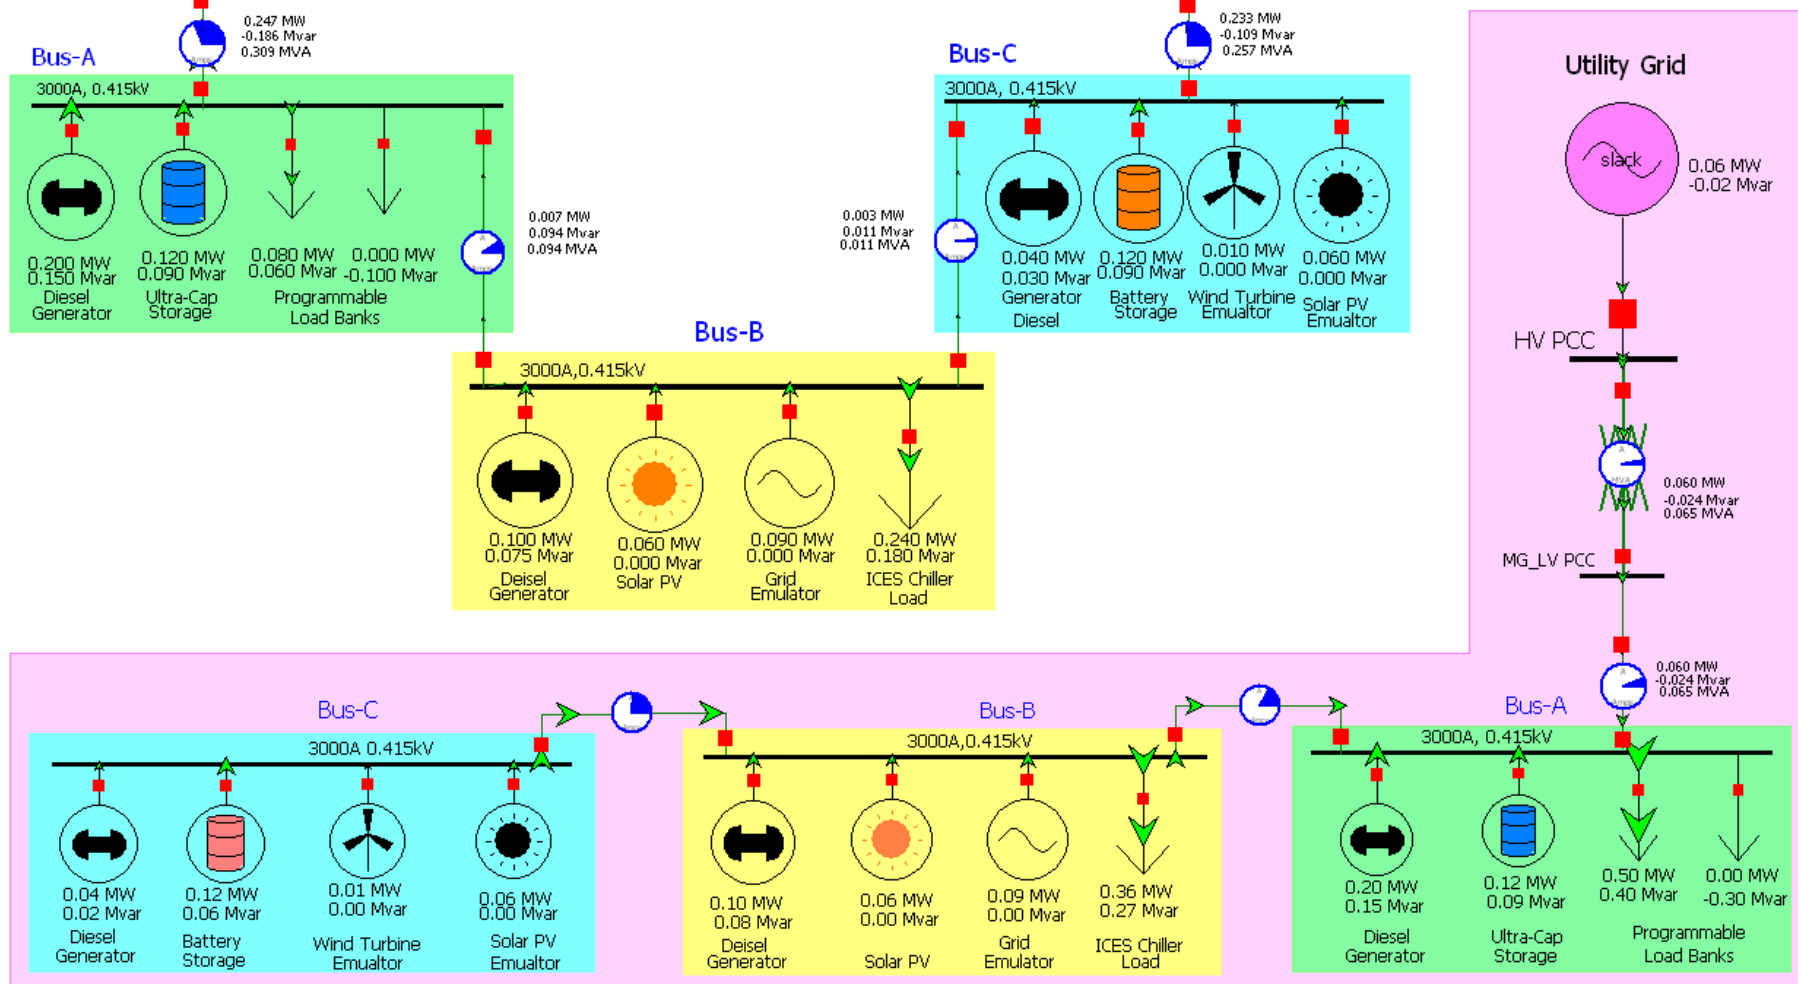 0.247 MW
-0.186 Mvar
0.309 MVA
Bus-A
3000A, 0.415kV
0.200 MW
0.150 Mvar
Diesel
Generator
0.120 MW
0.090 Mvar
Ultra-Cap
Storage
0.080 MW
0.060 Mvar
0.000 MW
-0.100 Mvar
Programmable
Load Banks
0.007 MW
0.094 Mvar
0.094 MVA
0.233 MW
-0.109 Mvar
0.257 MVA
Bus-C
3000A, 0.415kV
0.003 MW
0.011 Mvar
0.011 MVA
0.040 MW
0.030 Mvar
Generator
Diesel
0.120 MW
0.090 Mvar
Battery
Storage
0.010 MW
0.000 Mvar
Wind Turbine
Emualtor
0.060 MW
0.000 Mvar
Solar PV
Emualtor
Utility Grid
slack
0.06 MW
-0.02 Mvar
HV PCC
0.060 MW
-0.024 Mvar
0.065 MVA
MG_LV PCC
0.060 MW
-0.024 Mvar
0.065 MVA
Bus-B
3000A,0.415kV
0.100 MW
0.075 Mvar
Deisel
Generator
0.060 MW
0.000 Mvar
Solar PV
0.090 MW
0.000 Mvar
Grid
Emulator
0.240 MW
0.180 Mvar
ICES Chiller
Load
Bus-C
3000A 0.415kV
0.04 MW
0.02 Mvar
Diesel
Generator
0.12 MW
0.06 Mvar
Battery
Storage
0.01 MW
0.00 Mvar
Wind Turbine
Emualtor
0.06 MW
0.00 Mvar
Solar PV
Emualtor
Bus-B
3000A,0.415kV
0.10 MW
0.08 Mvar
Deisel
Generator
0.06 MW
0.00 Mvar
Solar PV
0.09 MW
0.00 Mvar
Grid
Emulator
0.36 MW
0.27 Mvar
ICES Chiller
Load
Bus-A
3000A, 0.415kV
0.20 MW
0.15 Mvar
Diesel
Generator
0.12 MW
0.09 Mvar
Ultra-Cap
Storage
0.50 MW
0.40 Mvar
0.00 MW
-0.30 Mvar
Programmable
Load Banks